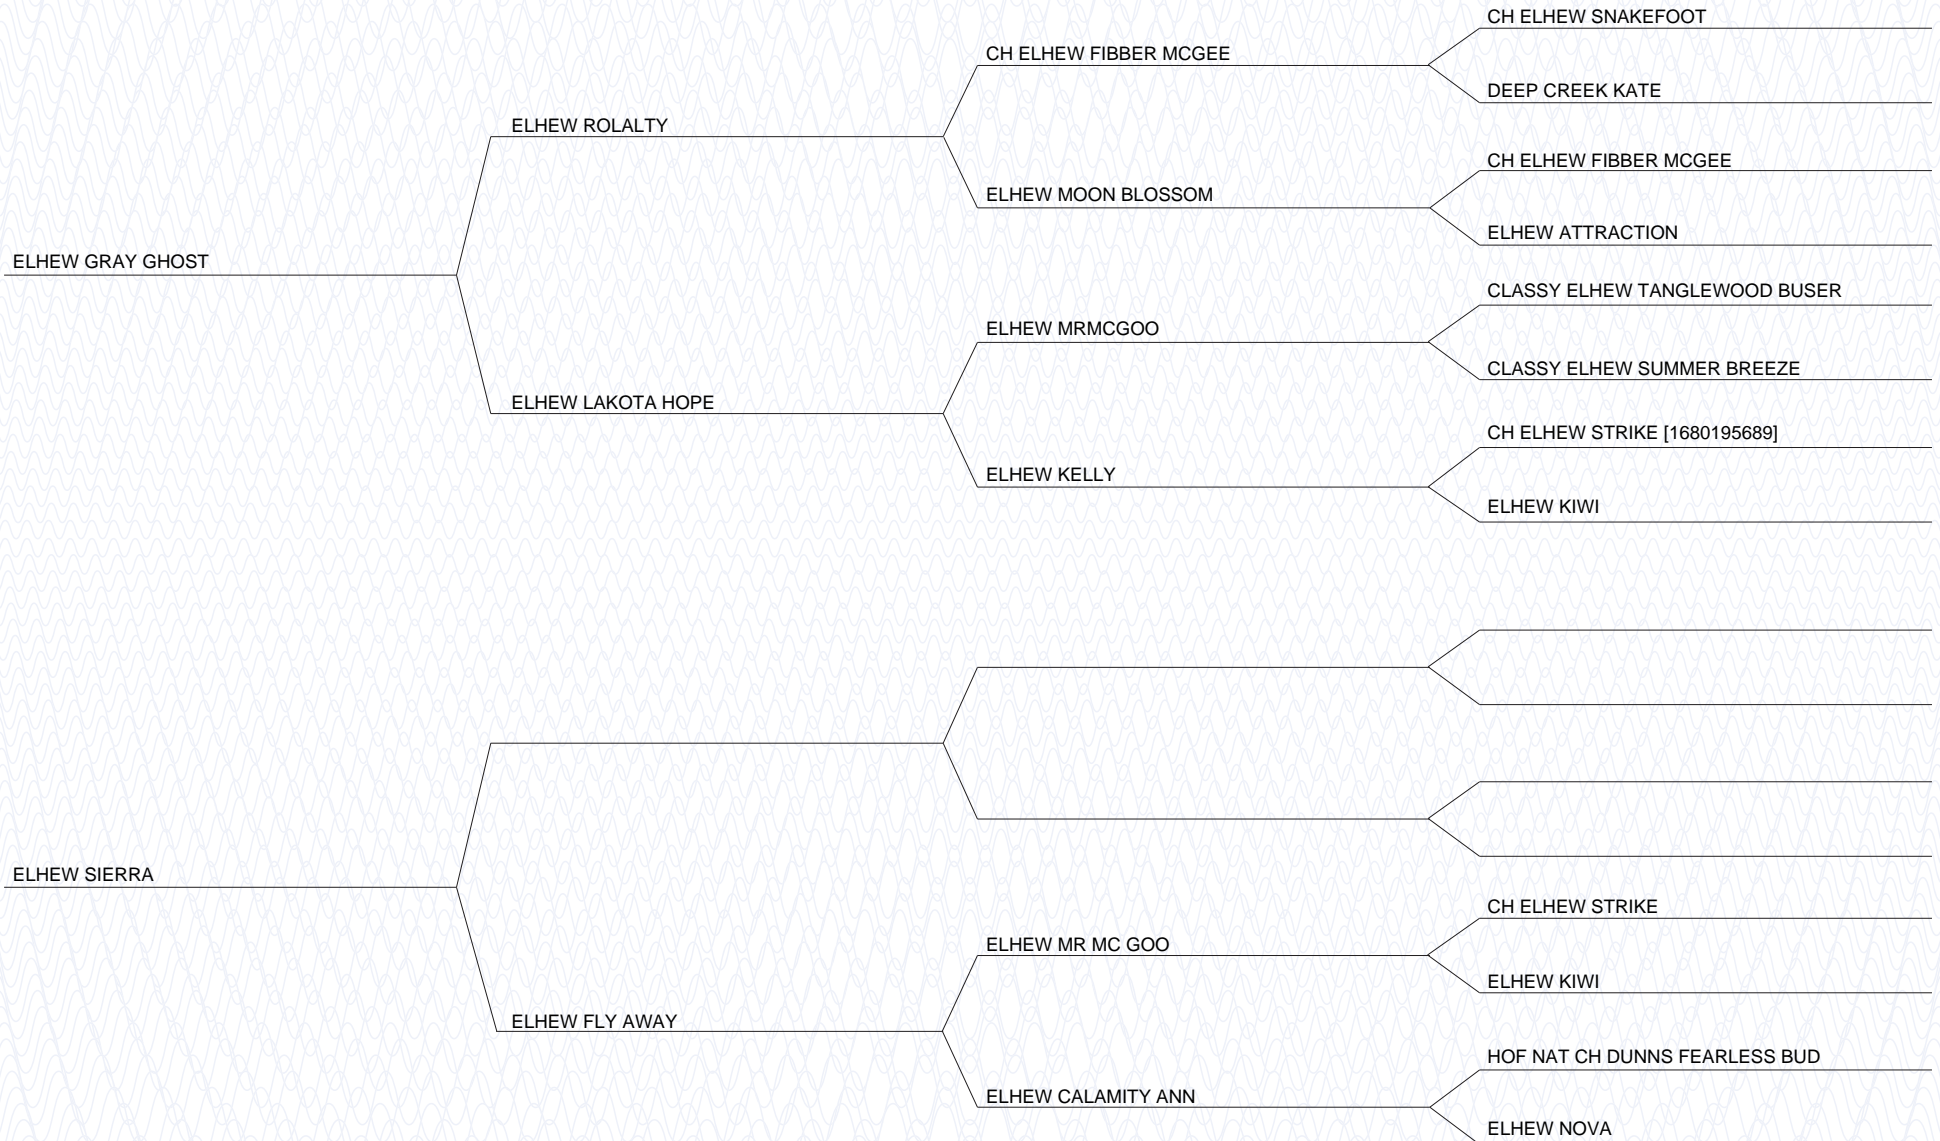 CH ELHEW SNAKEFOOT
CH ELHEW FIBBER MCGEE
DEEP CREEK KATE
ELHEW ROLALTY
CH ELHEW FIBBER MCGEE
ELHEW MOON BLOSSOM
ELHEW ATTRACTION
ELHEW GRAY GHOST
CLASSY ELHEW TANGLEWOOD BUSER
ELHEW MRMCGOO
CLASSY ELHEW SUMMER BREEZE
ELHEW LAKOTA HOPE
CH ELHEW STRIKE [1680195689]
ELHEW KELLY
ELHEW KIWI
ELHEW SIERRA
CH ELHEW STRIKE
ELHEW MR MC GOO
ELHEW KIWI
ELHEW FLY AWAY
HOF NAT CH DUNNS FEARLESS BUD
ELHEW CALAMITY ANN
ELHEW NOVA